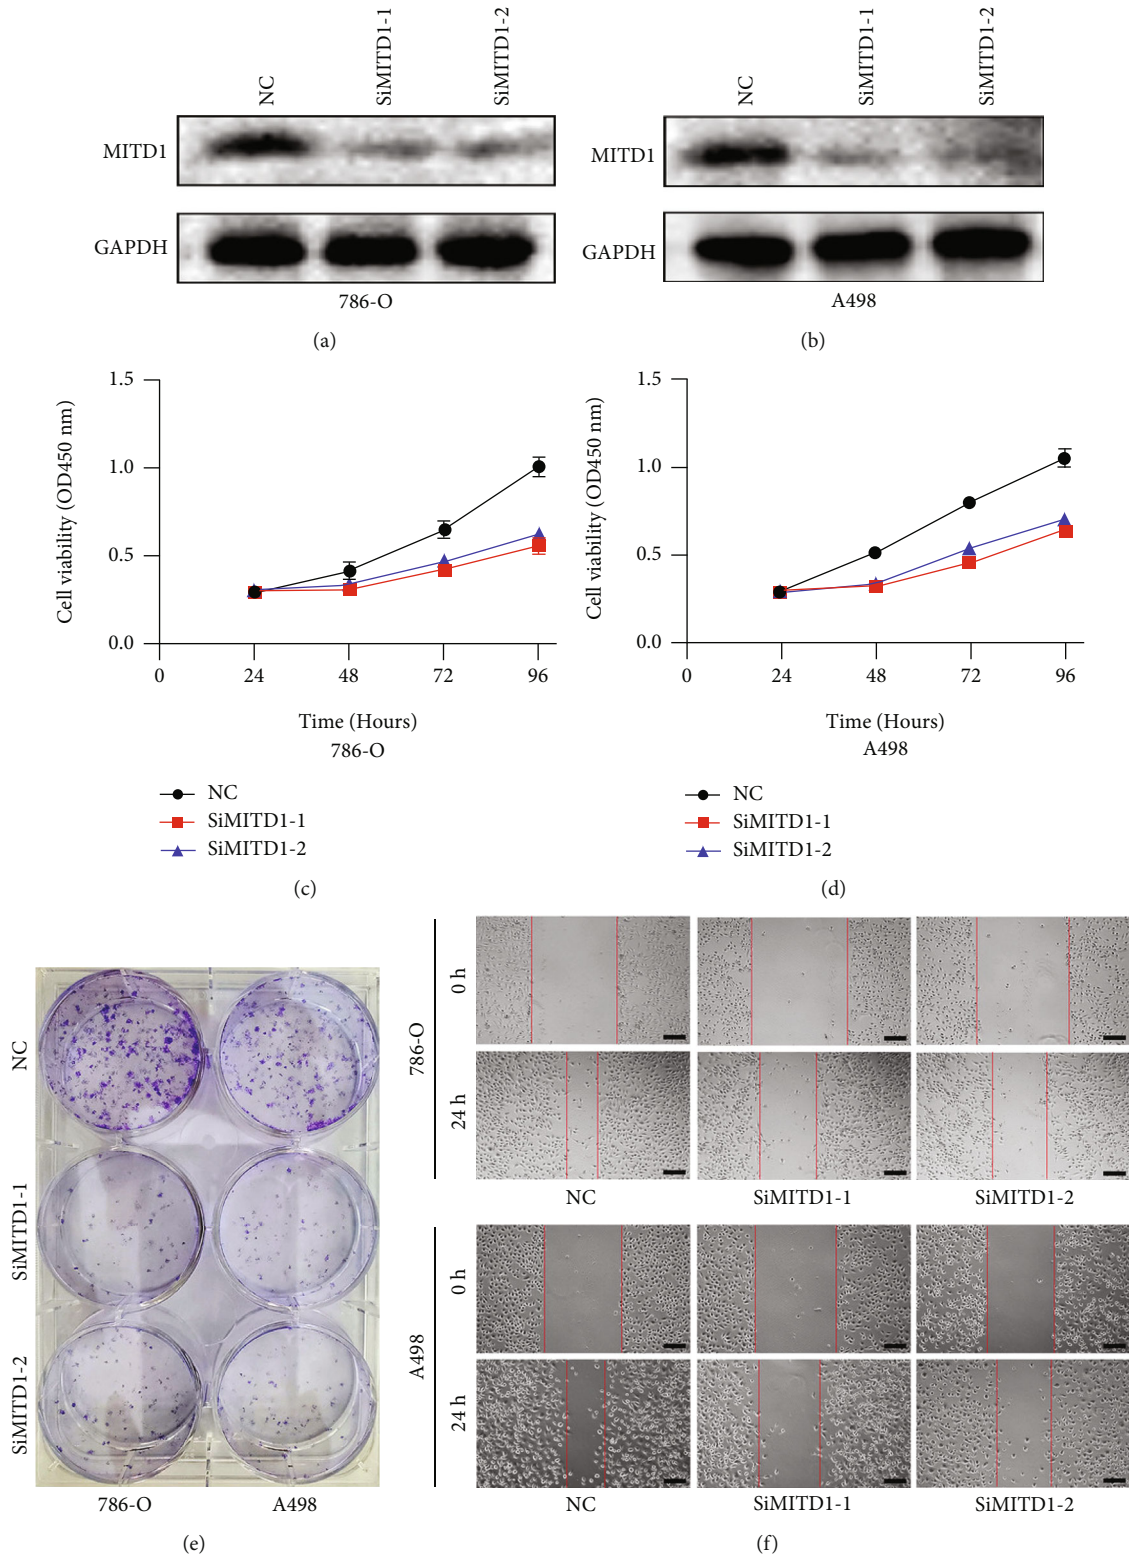 NC
SiMITD1-1
SiMITD1-2
MITD1
GAPDH
786-O
(a)
NC
SiMITD1-1
SiMITD1-2
MITD1
GAPDH
A498
(b)
Cell viability (OD450 nm)
1.5
1.0
0.5
0.0
0 24 48 72 96
Time (Hours)
786-O
NC
SiMITD1-1
SiMITD1-2
(c)
Cell viability (OD450 nm)
1.5
1.0
0.5
0.0
0 24 48 72 96
Time (Hours)
A498
NC
SiMITD1-1
SiMITD1-2
(d)
NC
SiMITD1-1
SiMITD1-2
786-O A498
(e)
786-O
0 h
24 h
NC SiMITD1-1 SiMITD1-2
A498
0 h
24 h
NC SiMITD1-1 SiMITD1-2
(f)